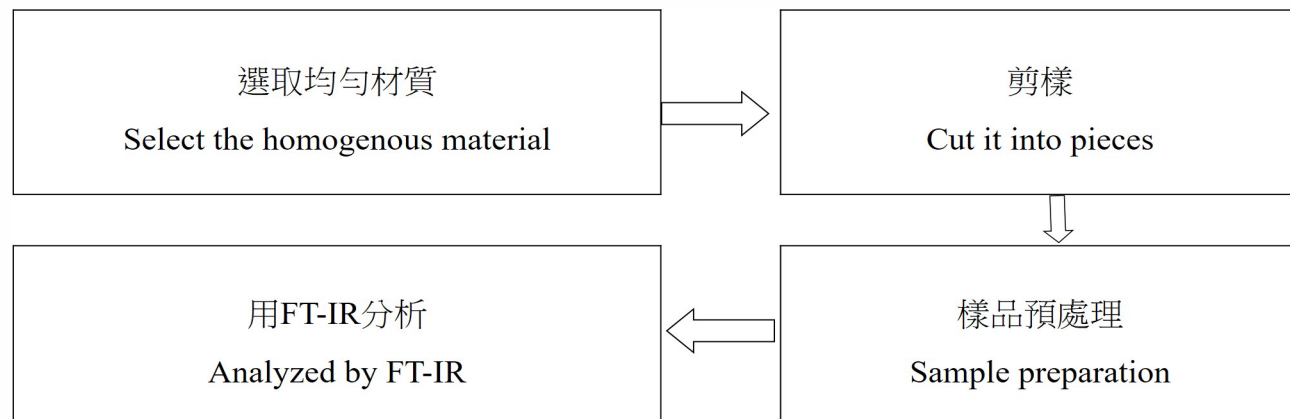 選取均勻材質
Select the homogenous material
剪樣
Cut it into pieces
樣品預處理
Sample preparation
用FT-IR分析
Analyzed by FT-IR